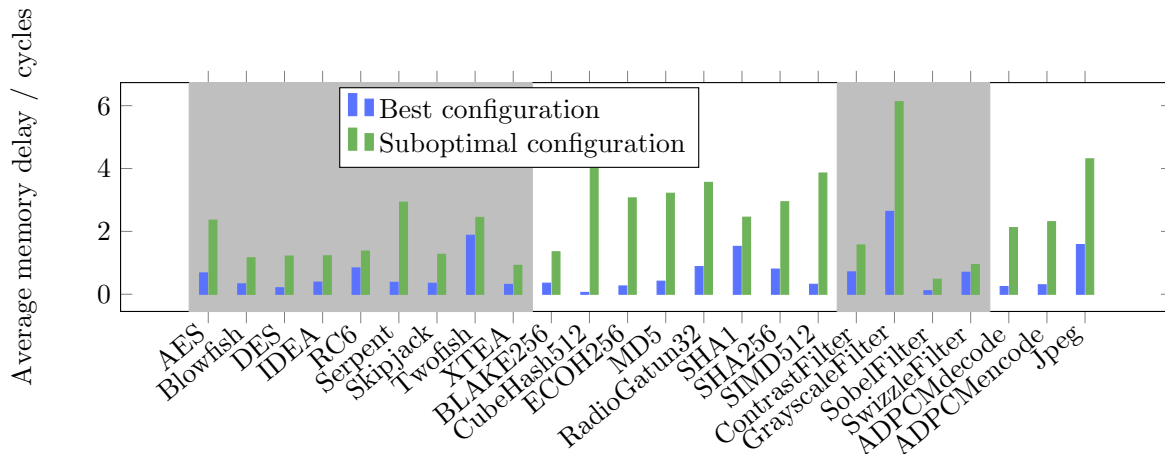 Average memory delay / cycles
6
4
2
0
Best configuration
Suboptimal configuration
AES
Blowfish
DES
IDEA
RC6
Serpent
Skipjack
Twofish
XTEA
BLAKE256
CubeHash512
ECOH256
MD5
RadioGatun32
SHA1
SHA256
SIMD512
ContrastFilter
GrayscaleFilter
SobelFilter
SwizzleFilter
ADPCMdecode
ADPCMencode
Jpeg